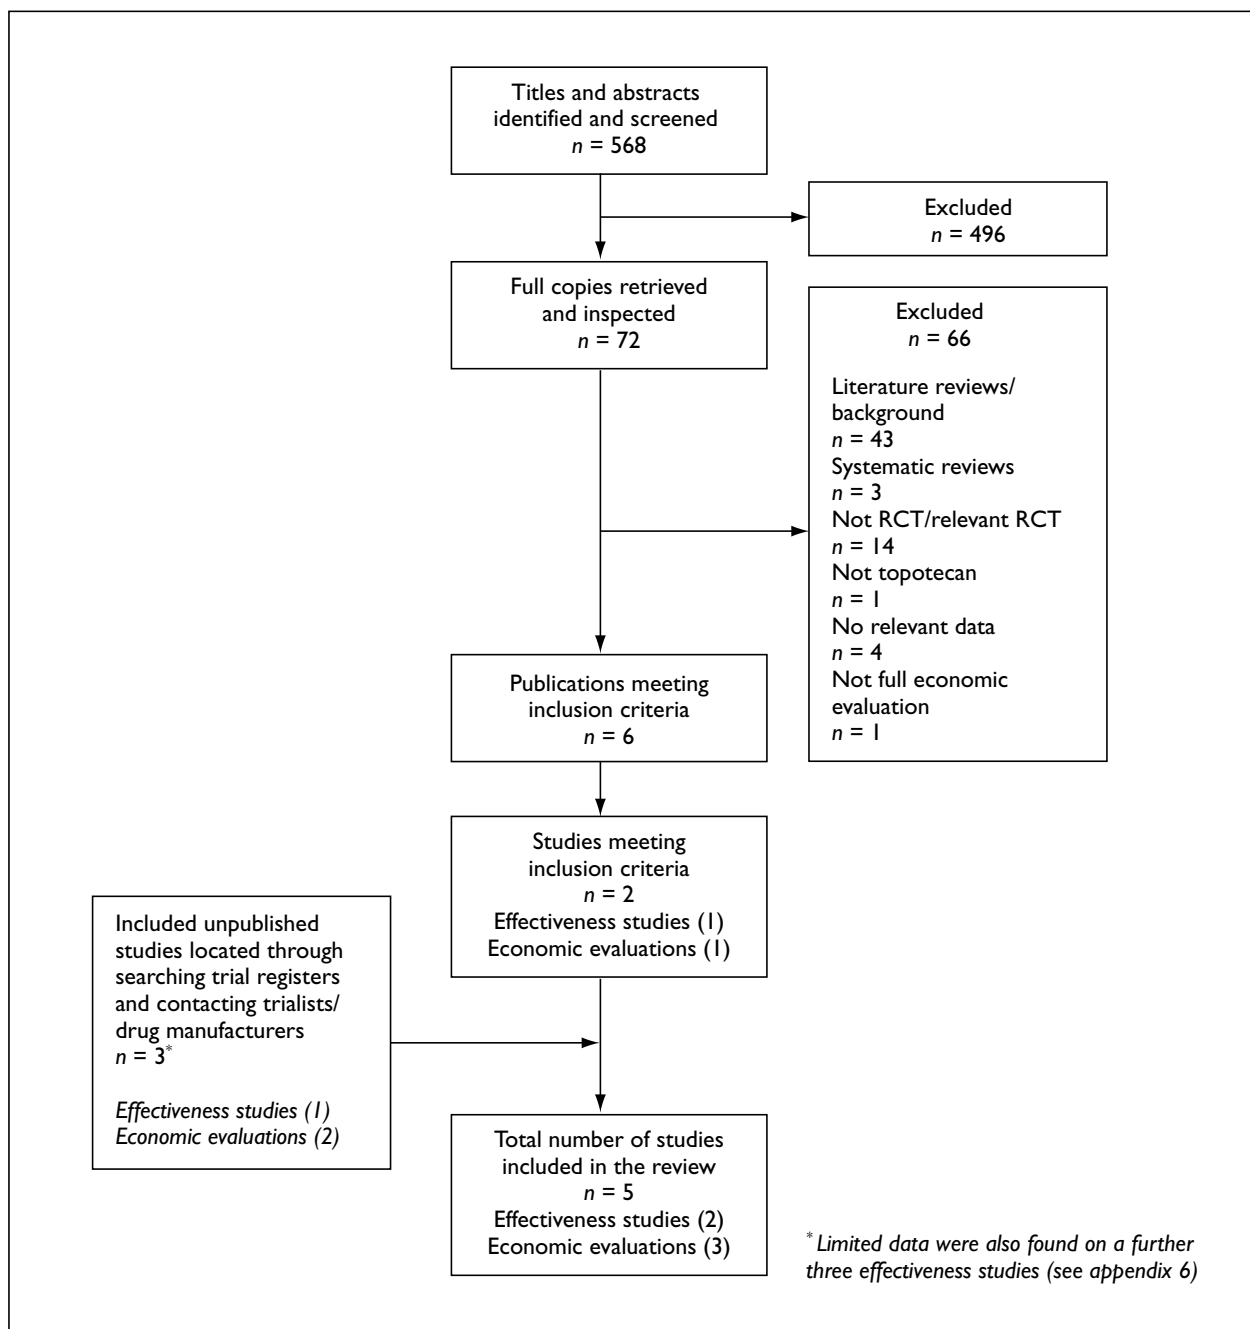 Titles and abstracts
identified and screened
n = 568
Excluded
n = 496
Full copies retrieved
and inspected
n = 72
Excluded
n = 66
Literature reviews/
background
n = 43
Systematic reviews
n = 3
Not RCT/relevant RCT
n = 14
Not topotecan
n = 1
No relevant data
n = 4
Not full economic
evaluation
n = 1
Publications meeting
inclusion criteria
n = 6
Studies meeting
inclusion criteria
n = 2
Effectiveness studies (1)
Economic evaluations (1)
Included unpublished
studies located through
searching trial registers
and contacting trialists/
drug manufacturers
n = 3*
Effectiveness studies (1)
Economic evaluations (2)
Total number of studies
included in the review
n = 5
Effectiveness studies (2)
Economic evaluations (3)
* Limited data were also found on a further
three effectiveness studies (see appendix 6)